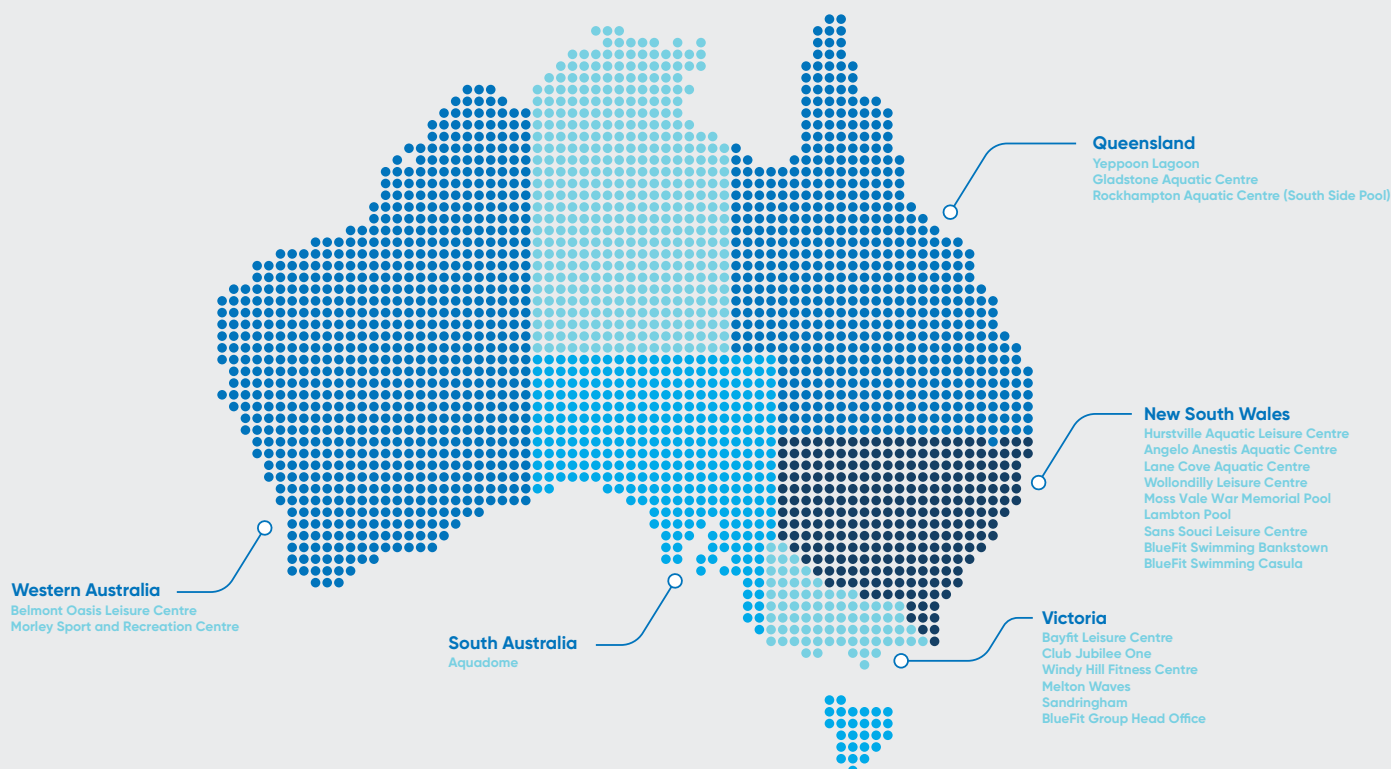 Queensland
Yeppoon Lagoon
Gladstone Aquatic Centre
Rockhampton Aquatic Centre (South Side Pool)
New South Wales
Hurstville Aquatic Leisure Centre
Angelo Anestis Aquatic Centre
Lane Cove Aquatic Centre
Wollondilly Leisure Centre
Moss Vale War Memorial Pool
Lambton Pool
Sans Souci Leisure Centre
BlueFit Swimming Bankstown
BlueFit Swimming Casula
Western Australia
Belmont Oasis Leisure Centre
Morley Sport and Recreation Centre
South Australia
Aquadome
Victoria
Bayfit Leisure Centre
Club Jubilee One
Windy Hill Fitness Centre
Melton Waves
Sandringham
BlueFit Group Head Office